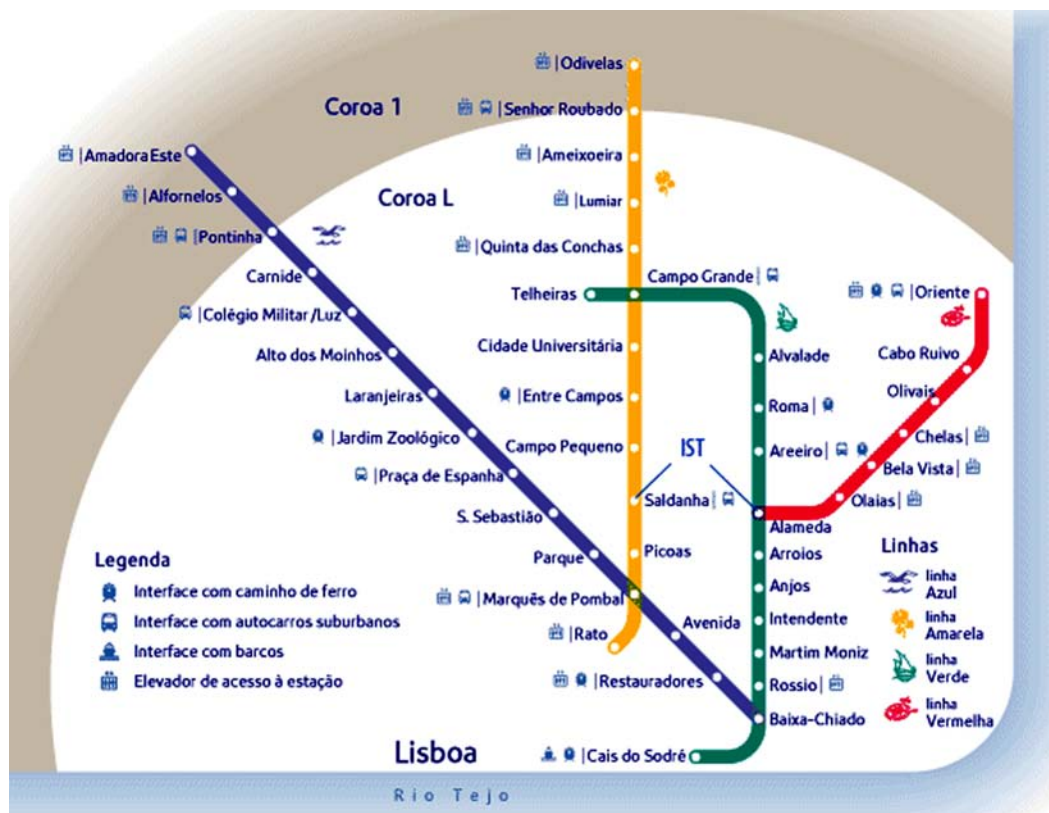 Odivelas
Coroa 1
Senhor Roubado
Amadora Este
Ameixoeira
Alfornelos
Coroa L
Lumiar
Pontinha
Quinta das Conchas
Carnide
Campo Grande
Telheiras
Oriente
Colégio Militar/Luz
Cidade Universitária
Alto dos Moinhos
Alvalade
Cabo Ruivo
Laranjeiras
Entre Campos
Roma
Olivais
Jardim Zoológico
Campo Pequeno
IST
Areeiro
Chelas
Praça de Espanha
Bela Vista
Saldanha
Olaias
S. Sebastião
Alameda
Parque
Picoas
Arroios
Linhas
Legenda
linha
Azul
Interface com caminho de ferro
Marquês de Pombal
Anjos
Interface com autocarros suburbanos
Rato
Avenida
Intendente
linha
Amarela
Interface com barcos
Martim Moniz
linha
Verde
Elevador de acesso à estação
Restauradores
Rossio
Baixa-Chiado
linha
Vermelha
Lisboa
Cais do Sodré
Rio Tejo